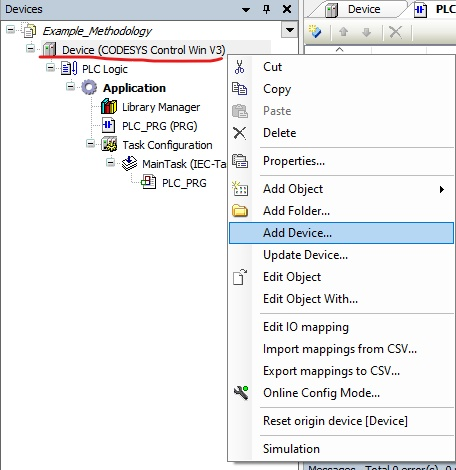 Devices
Example_Methodology
Device (CODESYS Control Win V3)
PLC Logic
Application
Library Manager
PLC_PRG (PRG)
Task Configuration
MainTask (IEC-Ta
PLC_PRG
Device
PL
Cut
Copy
Paste
Delete
Properties...
Add Object
Add Folder...
Add Device...
Update Device...
Edit Object
Edit Object With...
Edit IO mapping
Import mappings from CSV...
Export mappings to CSV...
Online Config Mode...
Reset origin device [Device]
Simulation
Messages - Total 0 error(s), 0 warn